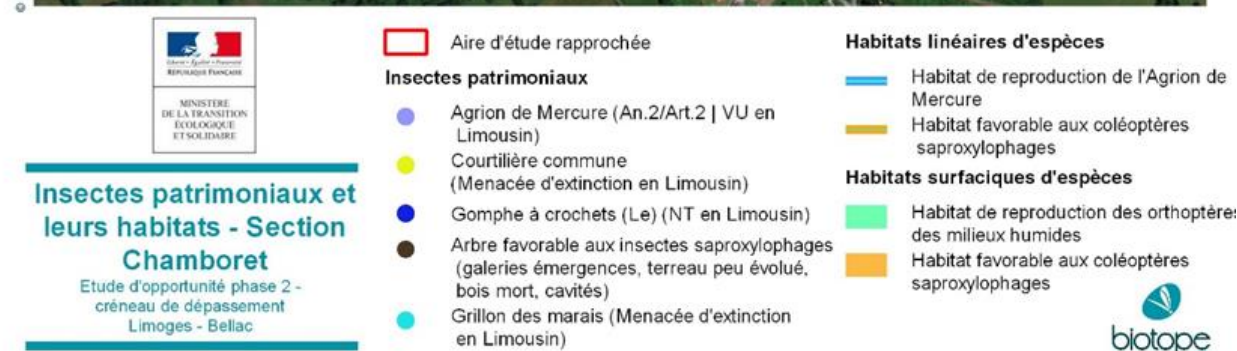 Liberté • Égalité • Fraternité
RÉPUBLIQUE FRANÇAISE
MINISTÈRE
DE LA TRANSITION
ÉCOLOGIQUE
ET SOLIDAIRE
Insectes patrimoniaux et
leurs habitats - Section
Chamboret
Etude d'opportunité phase 2 -
créneau de dépassement
Limoges - Bellac
Aire d'étude rapprochée
Insectes patrimoniaux
Agrion de Mercure (An.2/Art.2 | VU en
Limousin)
Courtilière commune
(Menacée d'extinction en Limousin)
Gomphe à crochets (Le) (NT en Limousin)
Arbre favorable aux insectes saproxylophages
(galeries émergences, terreau peu évolué,
bois mort, cavités)
Grillon des marais (Menacée d'extinction
en Limousin)
Habitats linéaires d'espèces
Habitat de reproduction de l'Agrion de
Mercure
Habitat favorable aux coléoptères
saproxylophages
Habitats surfaciques d'espèces
Habitat de reproduction des orthoptères
des milieux humides
Habitat favorable aux coléoptères
saproxylophages
biotope